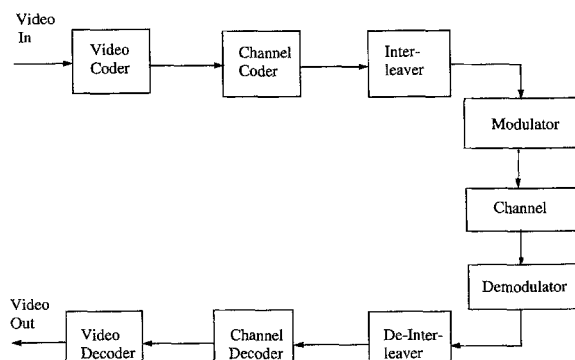 Video
In
Video
Coder
Channel
Coder
Inter-
leaver
Modulator
Channel
Demodulator
De-Inter-
leaver
Channel
Decoder
Video
Decoder
Video
Out